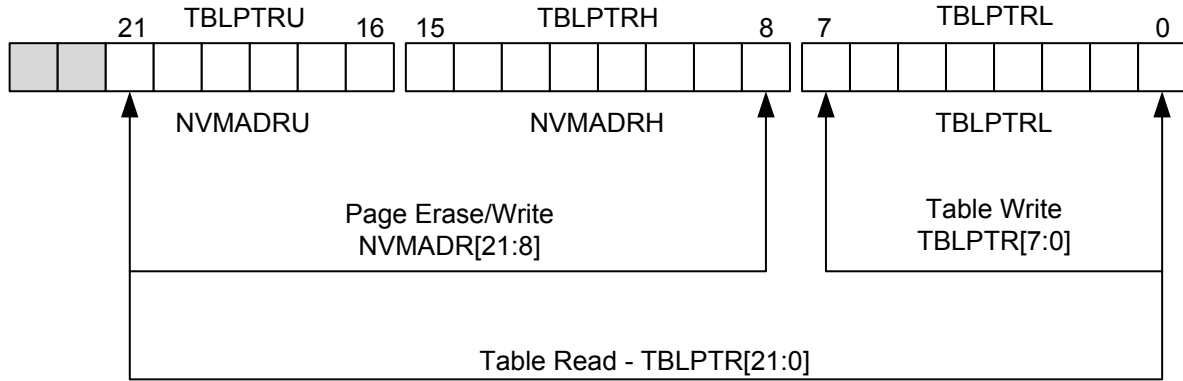 TBLPTRU TBLPTRH TBLPTRL
21 16 15 8 7 0
NVMADRU NVMADRH TBLPTRL
Page Erase/Write
NVMADR[21:8]
Table Write
TBLPTR[7:0]
Table Read - TBLPTR[21:0]